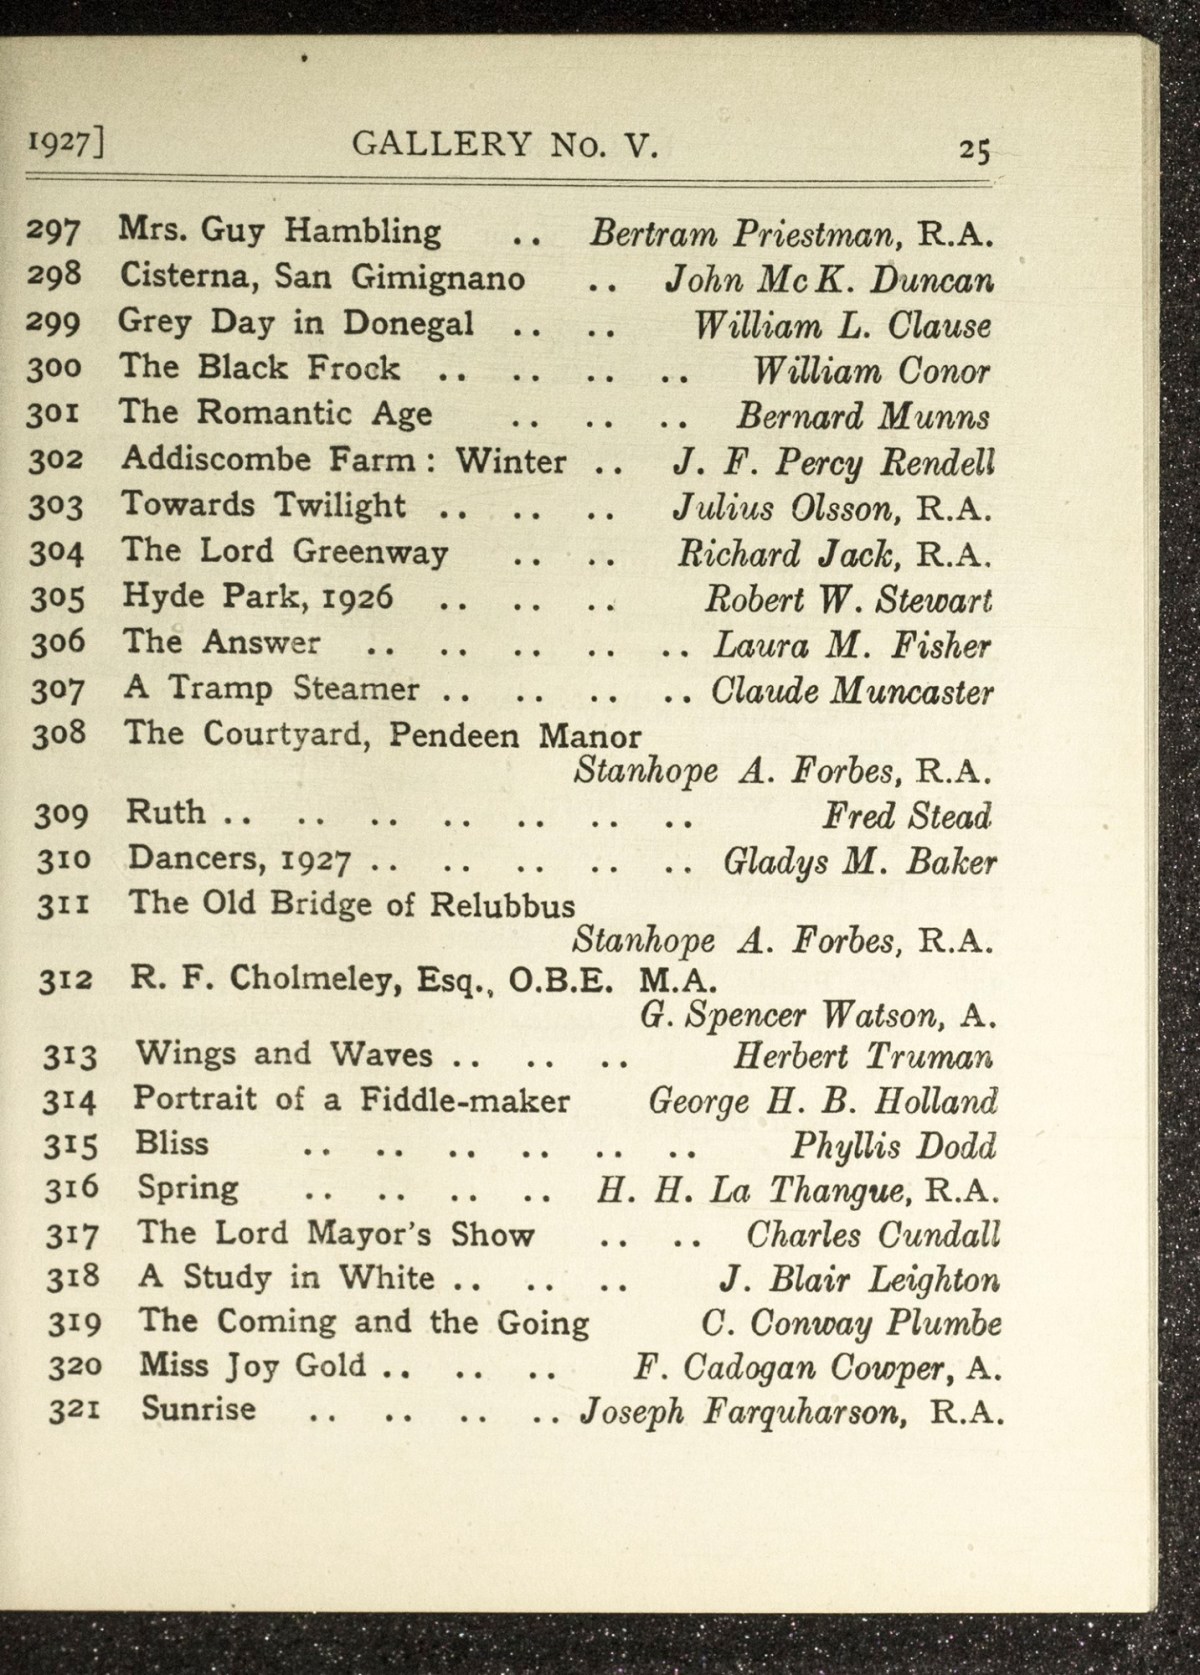 1927] GALLERY No. V. 25
297 Mrs. Guy Hambling .. Bertram Priestman, R.A.
298 Cisterna, San Gimignano .. John McK. Duncan
299 Grey Day in Donegal .. .. William L. Clause
300 The Black Frock .. .. .. .. William Conor
301 The Romantic Age .. .. .. Bernard Munns
302 Addiscombe Farm : Winter .. J. F. Percy Rendell
303 Towards Twilight .. .. .. Julius Olsson, R.A.
304 The Lord Greenway .. .. Richard Jack, R.A.
305 Hyde Park, 1926 .. .. .. Robert W. Stewart
306 The Answer .. .. .. .. .. Laura M. Fisher
307 A Tramp Steamer .. .. .. .. Claude Muncaster
308 The Courtyard, Pendeen Manor
Stanhope A. Forbes, R.A.
309 Ruth .. .. .. .. .. .. .. Fred Stead
310 Dancers, 1927 .. .. .. .. .. Gladys M. Baker
311 The Old Bridge of Relubbus
Stanhope A. Forbes, R.A.
312 R. F. Cholmeley, Esq., O.B.E. M.A.
G. Spencer Watson, A.
313 Wings and Waves .. .. .. Herbert Truman
314 Portrait of a Fiddle-maker George H. B. Holland
315 Bliss .. .. .. .. .. .. Phyllis Dodd
316 Spring .. .. .. .. H. H. La Thangue, R.A.
317 The Lord Mayor's Show .. .. Charles Cundall
318 A Study in White .. .. .. J. Blair Leighton
319 The Coming and the Going C. Conway Plumbe
320 Miss Joy Gold .. .. .. F. Cadogan Cowper, A.
321 Sunrise .. .. .. .. Joseph Farquharson, R.A.